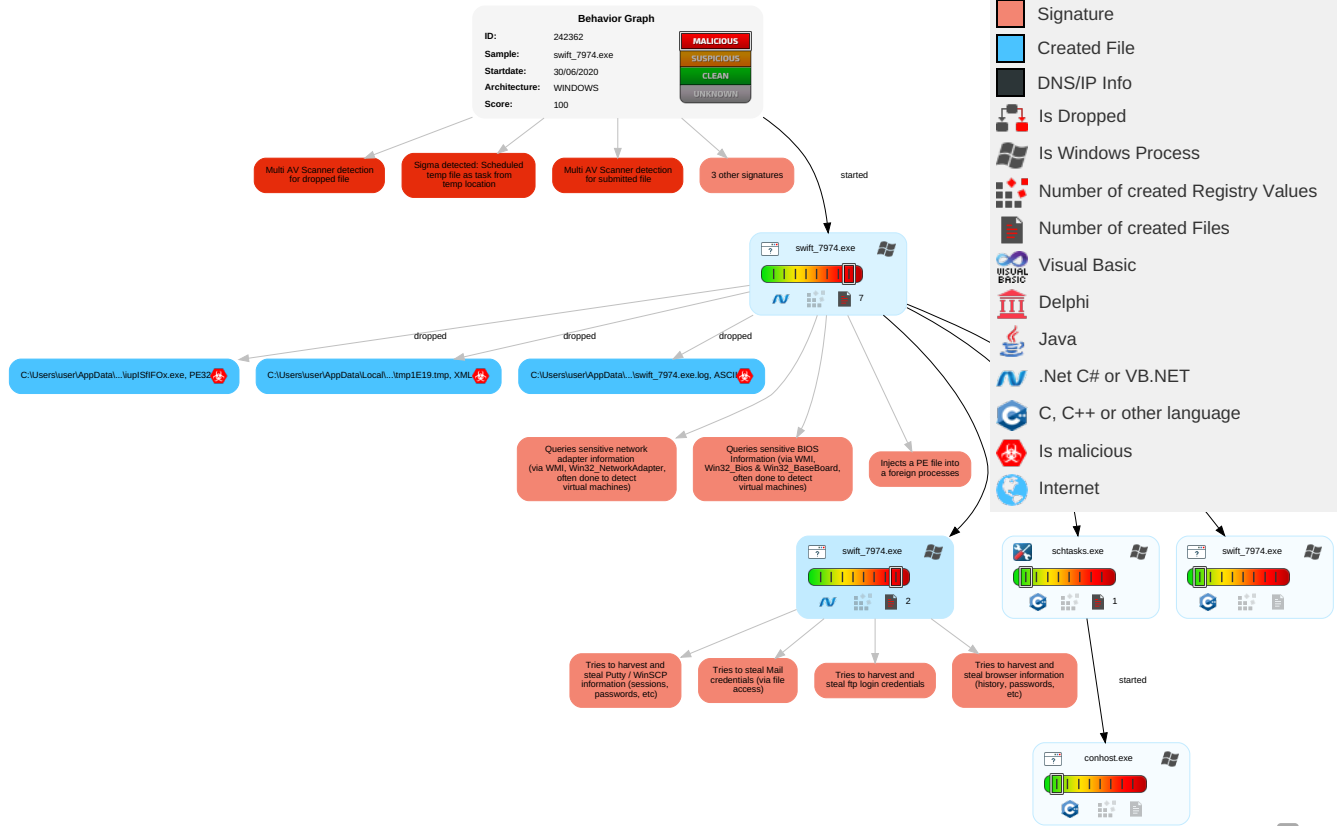 Behavior Graph
ID: 242362
Sample: swift_7974.exe
Startdate: 30/06/2020
Architecture: WINDOWS
Score: 100
MALICIOUS
SUSPICIOUS
CLEAN
UNKNOWN
Signature
Created File
DNS/IP Info
Is Dropped
Is Windows Process
Number of created Registry Values
Number of created Files
VISUAL
BASIC
Visual Basic
Delphi
Java
.Net C# or VB.NET
C, C++ or other language
Is malicious
Internet
Multi AV Scanner detection
for dropped file
Sigma detected: Scheduled
temp file as task from
temp location
Multi AV Scanner detection
for submitted file
3 other signatures
started
swift_7974.exe
7
dropped
dropped
dropped
C:\Users\user\AppData\...\iupISfIFOx.exe, PE32
C:\Users\user\AppData\Local\...\tmp1E19.tmp, XML
C:\Users\user\AppData\...\swift_7974.exe.log, ASCII
Queries sensitive network
adapter information
(via WMI, Win32_NetworkAdapter,
often done to detect
virtual machines)
Queries sensitive BIOS
Information (via WMI,
Win32_Bios & Win32_BaseBoard,
often done to detect
virtual machines)
Injects a PE file into
a foreign processes
swift_7974.exe
2
schtasks.exe
1
swift_7974.exe
Tries to harvest and
steal Putty / WinSCP
information (sessions,
passwords, etc)
Tries to steal Mail
credentials (via file
access)
Tries to harvest and
steal ftp login credentials
Tries to harvest and
steal browser information
(history, passwords,
etc)
started
conhost.exe